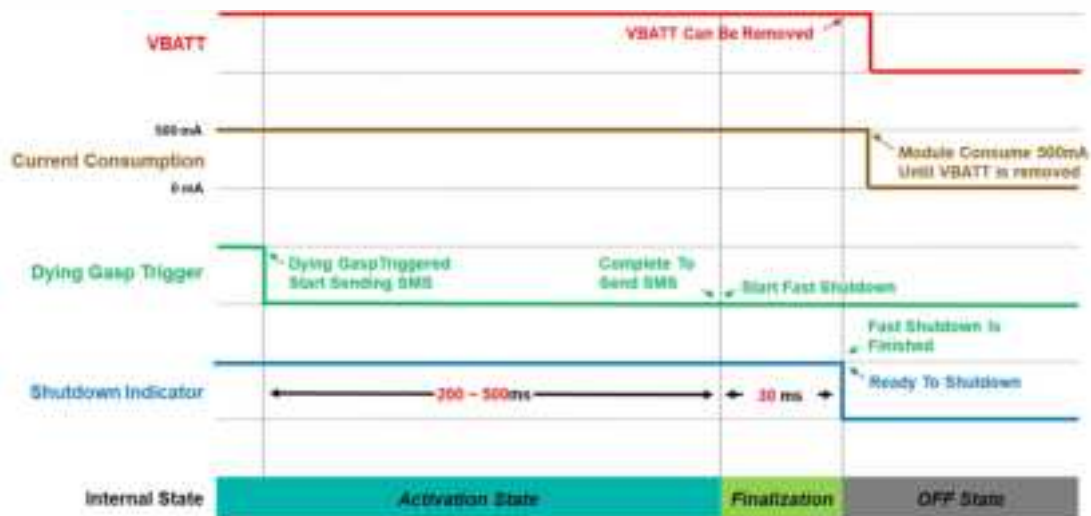 VBATT
VBATT Can Be Removed
500 mA
Current Consumption
0 mA
Module Consume 500mA
Until VBATT is removed
Dying Gasp Trigger
Dying GaspTriggered
Start Sending SMS
Complete To
Send SMS
Start Fast Shutdown
Fast Shutdown Is
Finished
Shutdown Indicator
200 ~ 500ms
30 ms
Ready To Shutdown
Internal State
Activation State
Finalization
OFF State